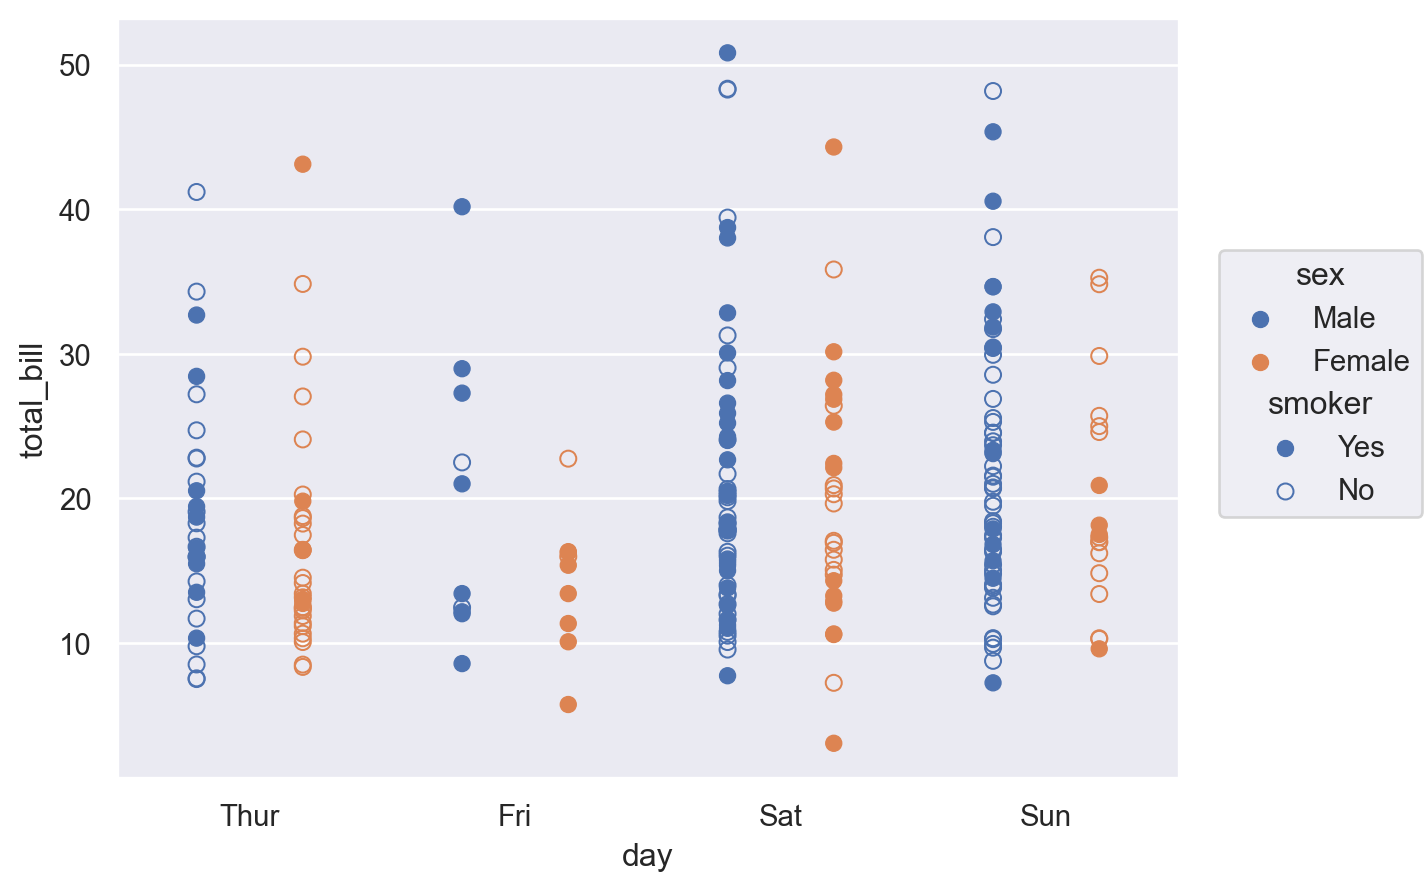 50
40
30
20
10
total_bill
Thur
Fri
Sat
Sun
day
sex
Male
Female
smoker
Yes
No